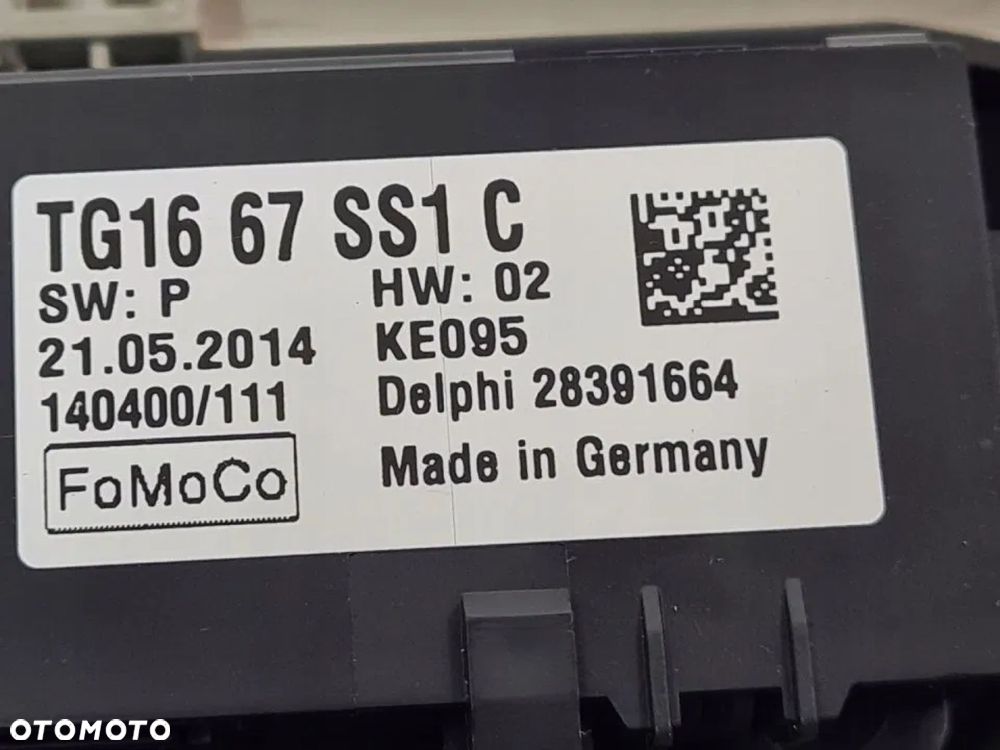 TG16 67 SS1 C
SW: P HW: 02
21.05.2014 KE095
140400/111 Delphi 28391664
FoMoCo Made in Germany
OTOMOTO